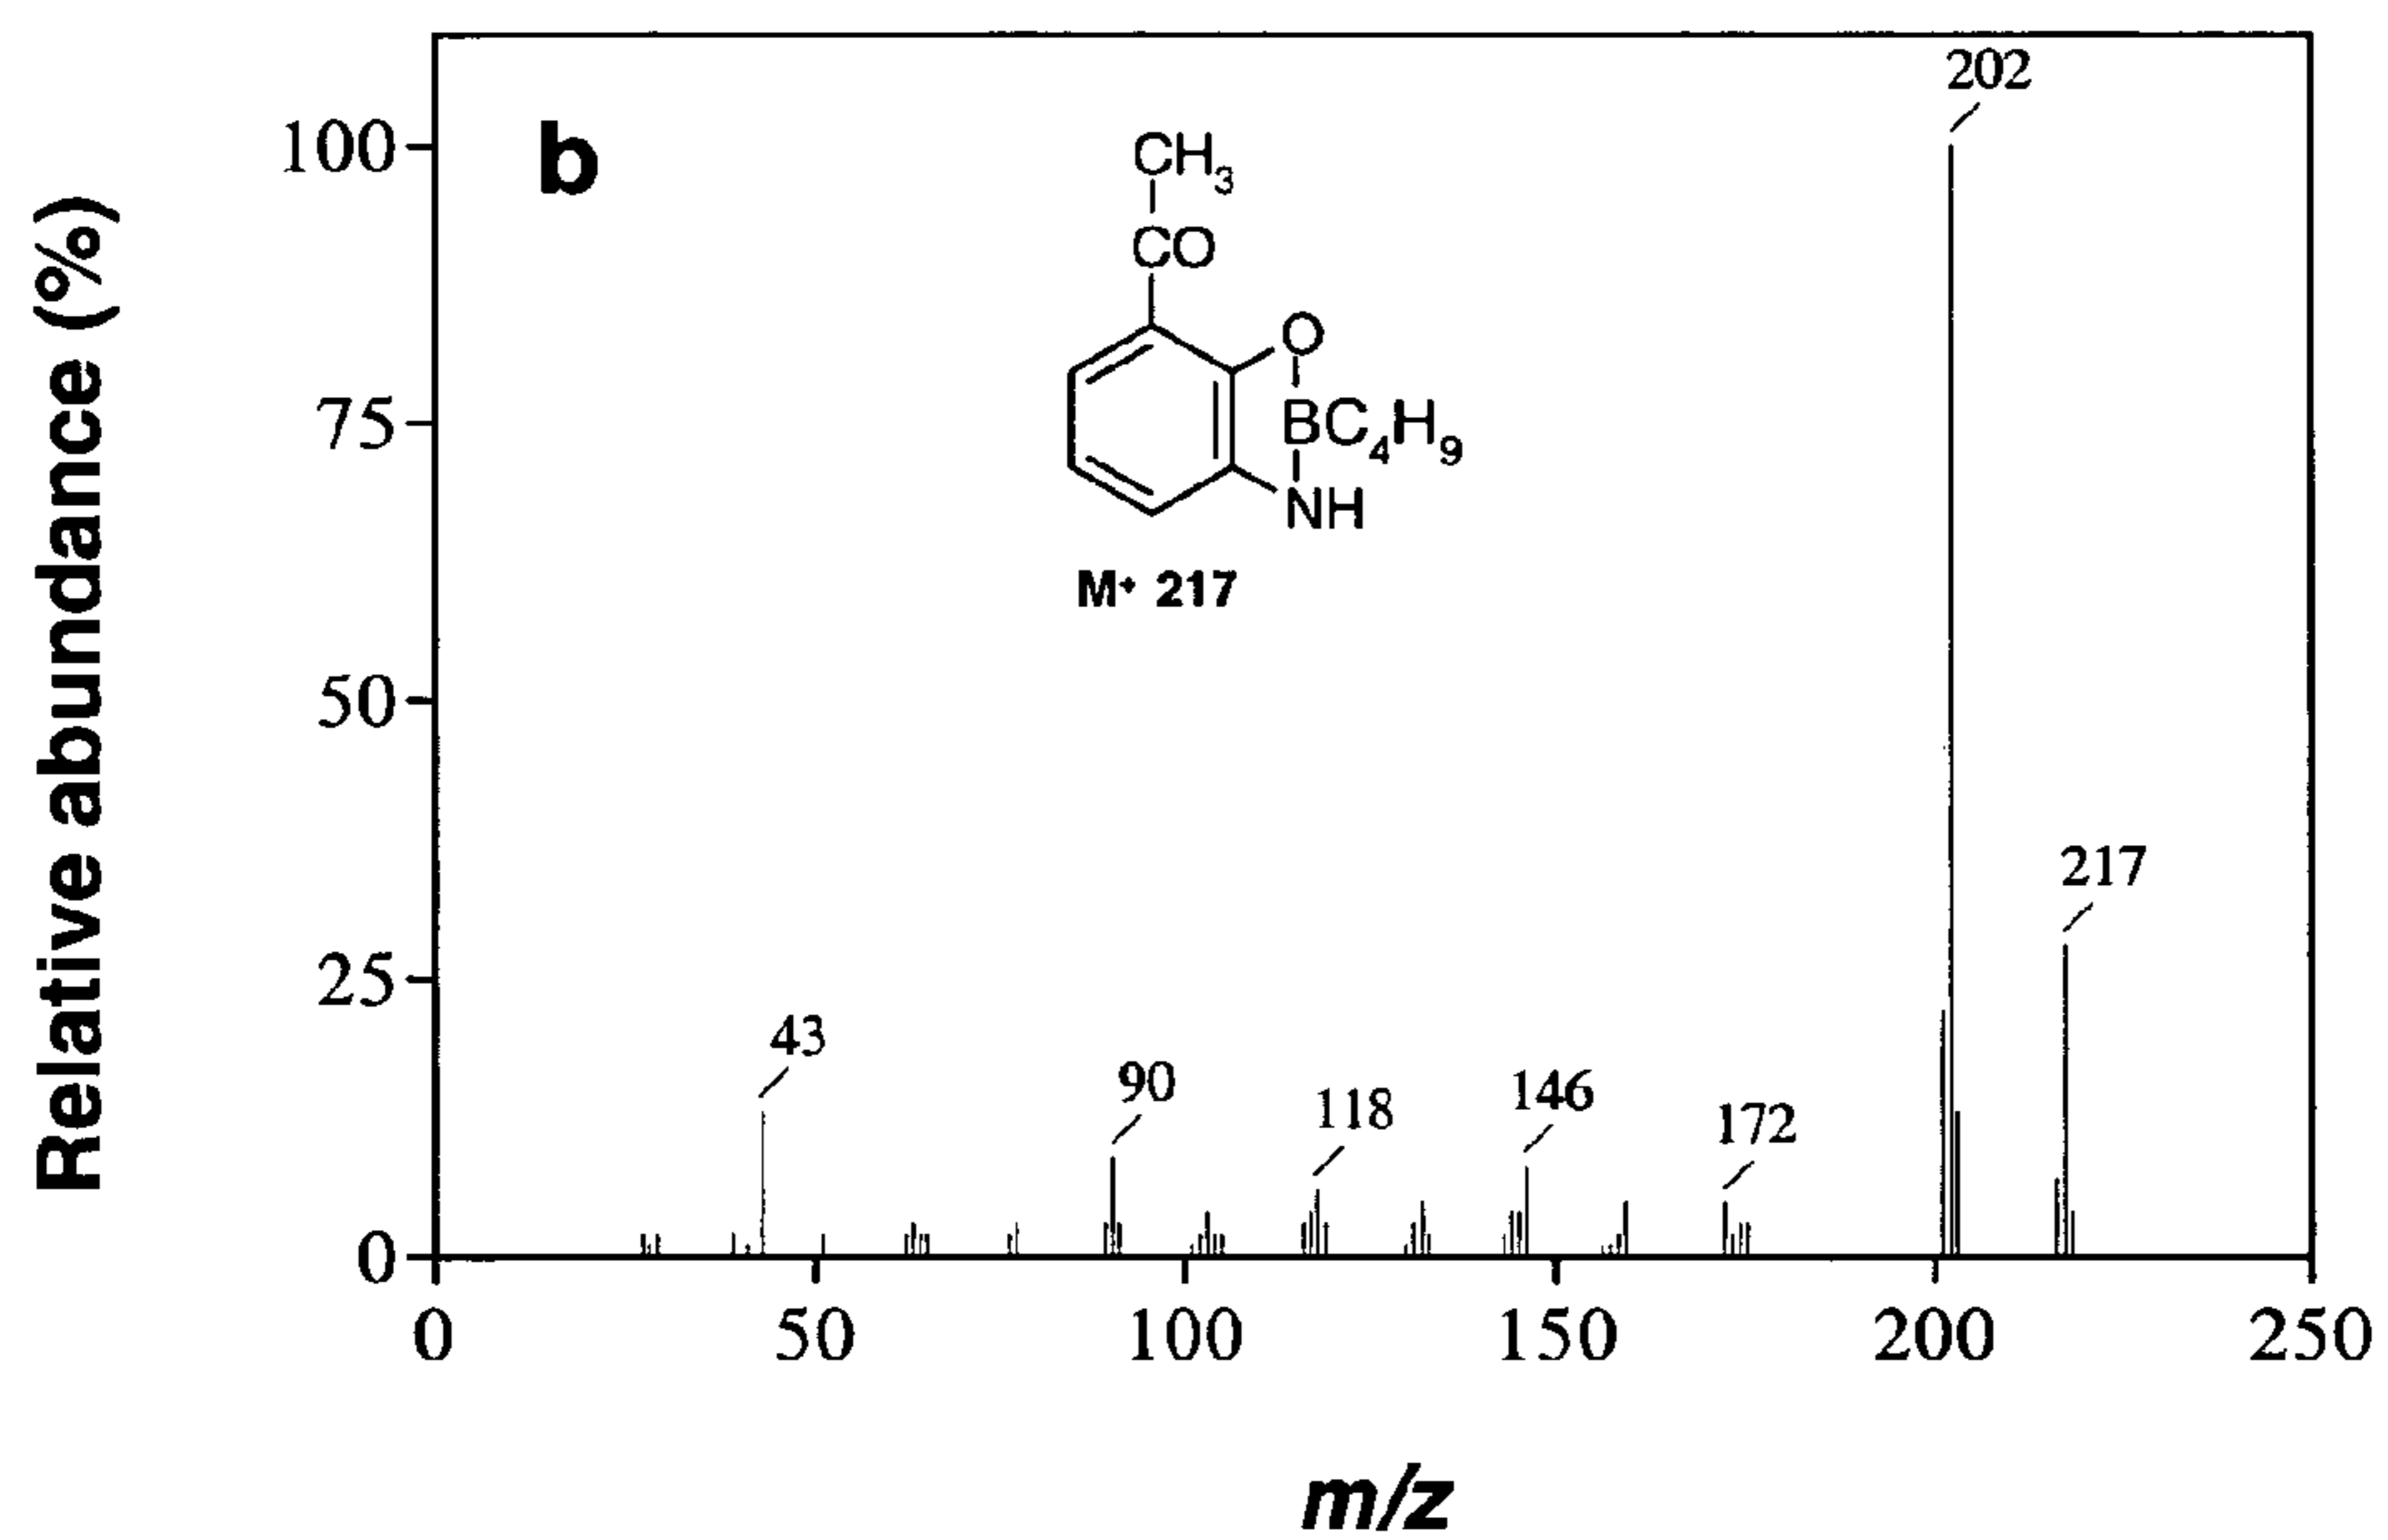 Relative abundance (%)
100
75
50
25
0
b
CH3
CO
O
BC4H9
NH
M+ 217
202
217
43
90
118
146
172
0 50 100 150 200 250
m/z